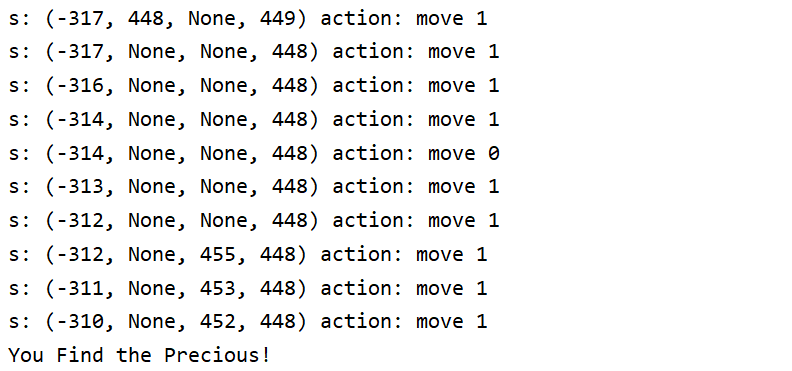 s: (-317, 448, None, 449) action: move 1
s: (-317, None, None, 448) action: move 1
s: (-316, None, None, 448) action: move 1
s: (-314, None, None, 448) action: move 1
s: (-314, None, None, 448) action: move 0
s: (-313, None, None, 448) action: move 1
s: (-312, None, None, 448) action: move 1
s: (-312, None, 455, 448) action: move 1
s: (-311, None, 453, 448) action: move 1
s: (-310, None, 452, 448) action: move 1
You Find the Precious!